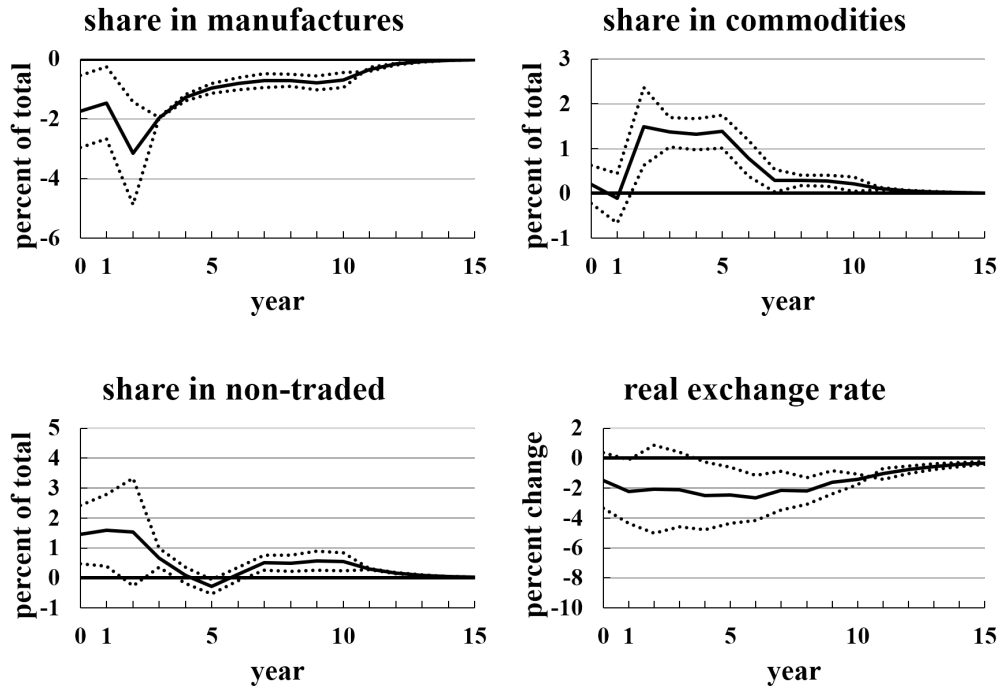 share in manufactures
percent of total
0
-2
-4
-6
0 1 5 10 15
year
share in commodities
percent of total
3
2
1
0
-1
0 1 5 10 15
year
share in non-traded
percent of total
5
4
3
2
1
0
-1
0 1 5 10 15
year
real exchange rate
percent change
2
0
-2
-4
-6
-8
-10
0 1 5 10 15
year